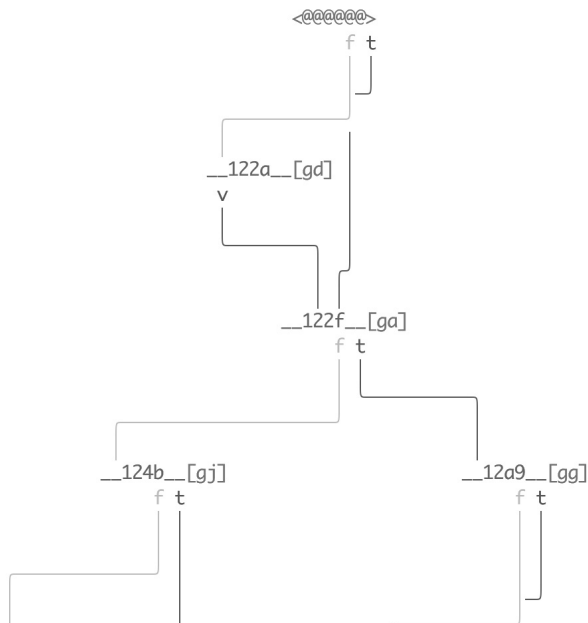 <@@@@@@>
f t
__122a__[gd]
v
__122f__[ga]
f t
__124b__[gj] __12a9__[gg]
f t f t